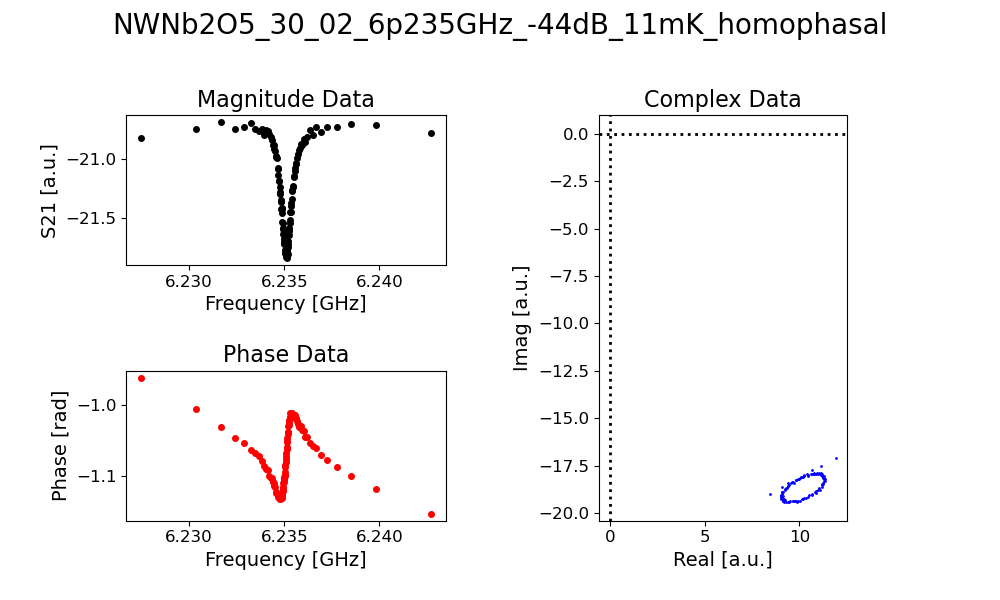 NWNb2O5_30_02_6p235GHz_-44dB_11mK_homophasal
Magnitude Data
S21 [a.u.]
−21.0
−21.5
6.230 6.235 6.240
Frequency [GHz]
Phase Data
Phase [rad]
−1.0
−1.1
6.230 6.235 6.240
Frequency [GHz]
Complex Data
Imag [a.u.]
0.0
−2.5
−5.0
−7.5
−10.0
−12.5
−15.0
−17.5
−20.0
0 5 10
Real [a.u.]